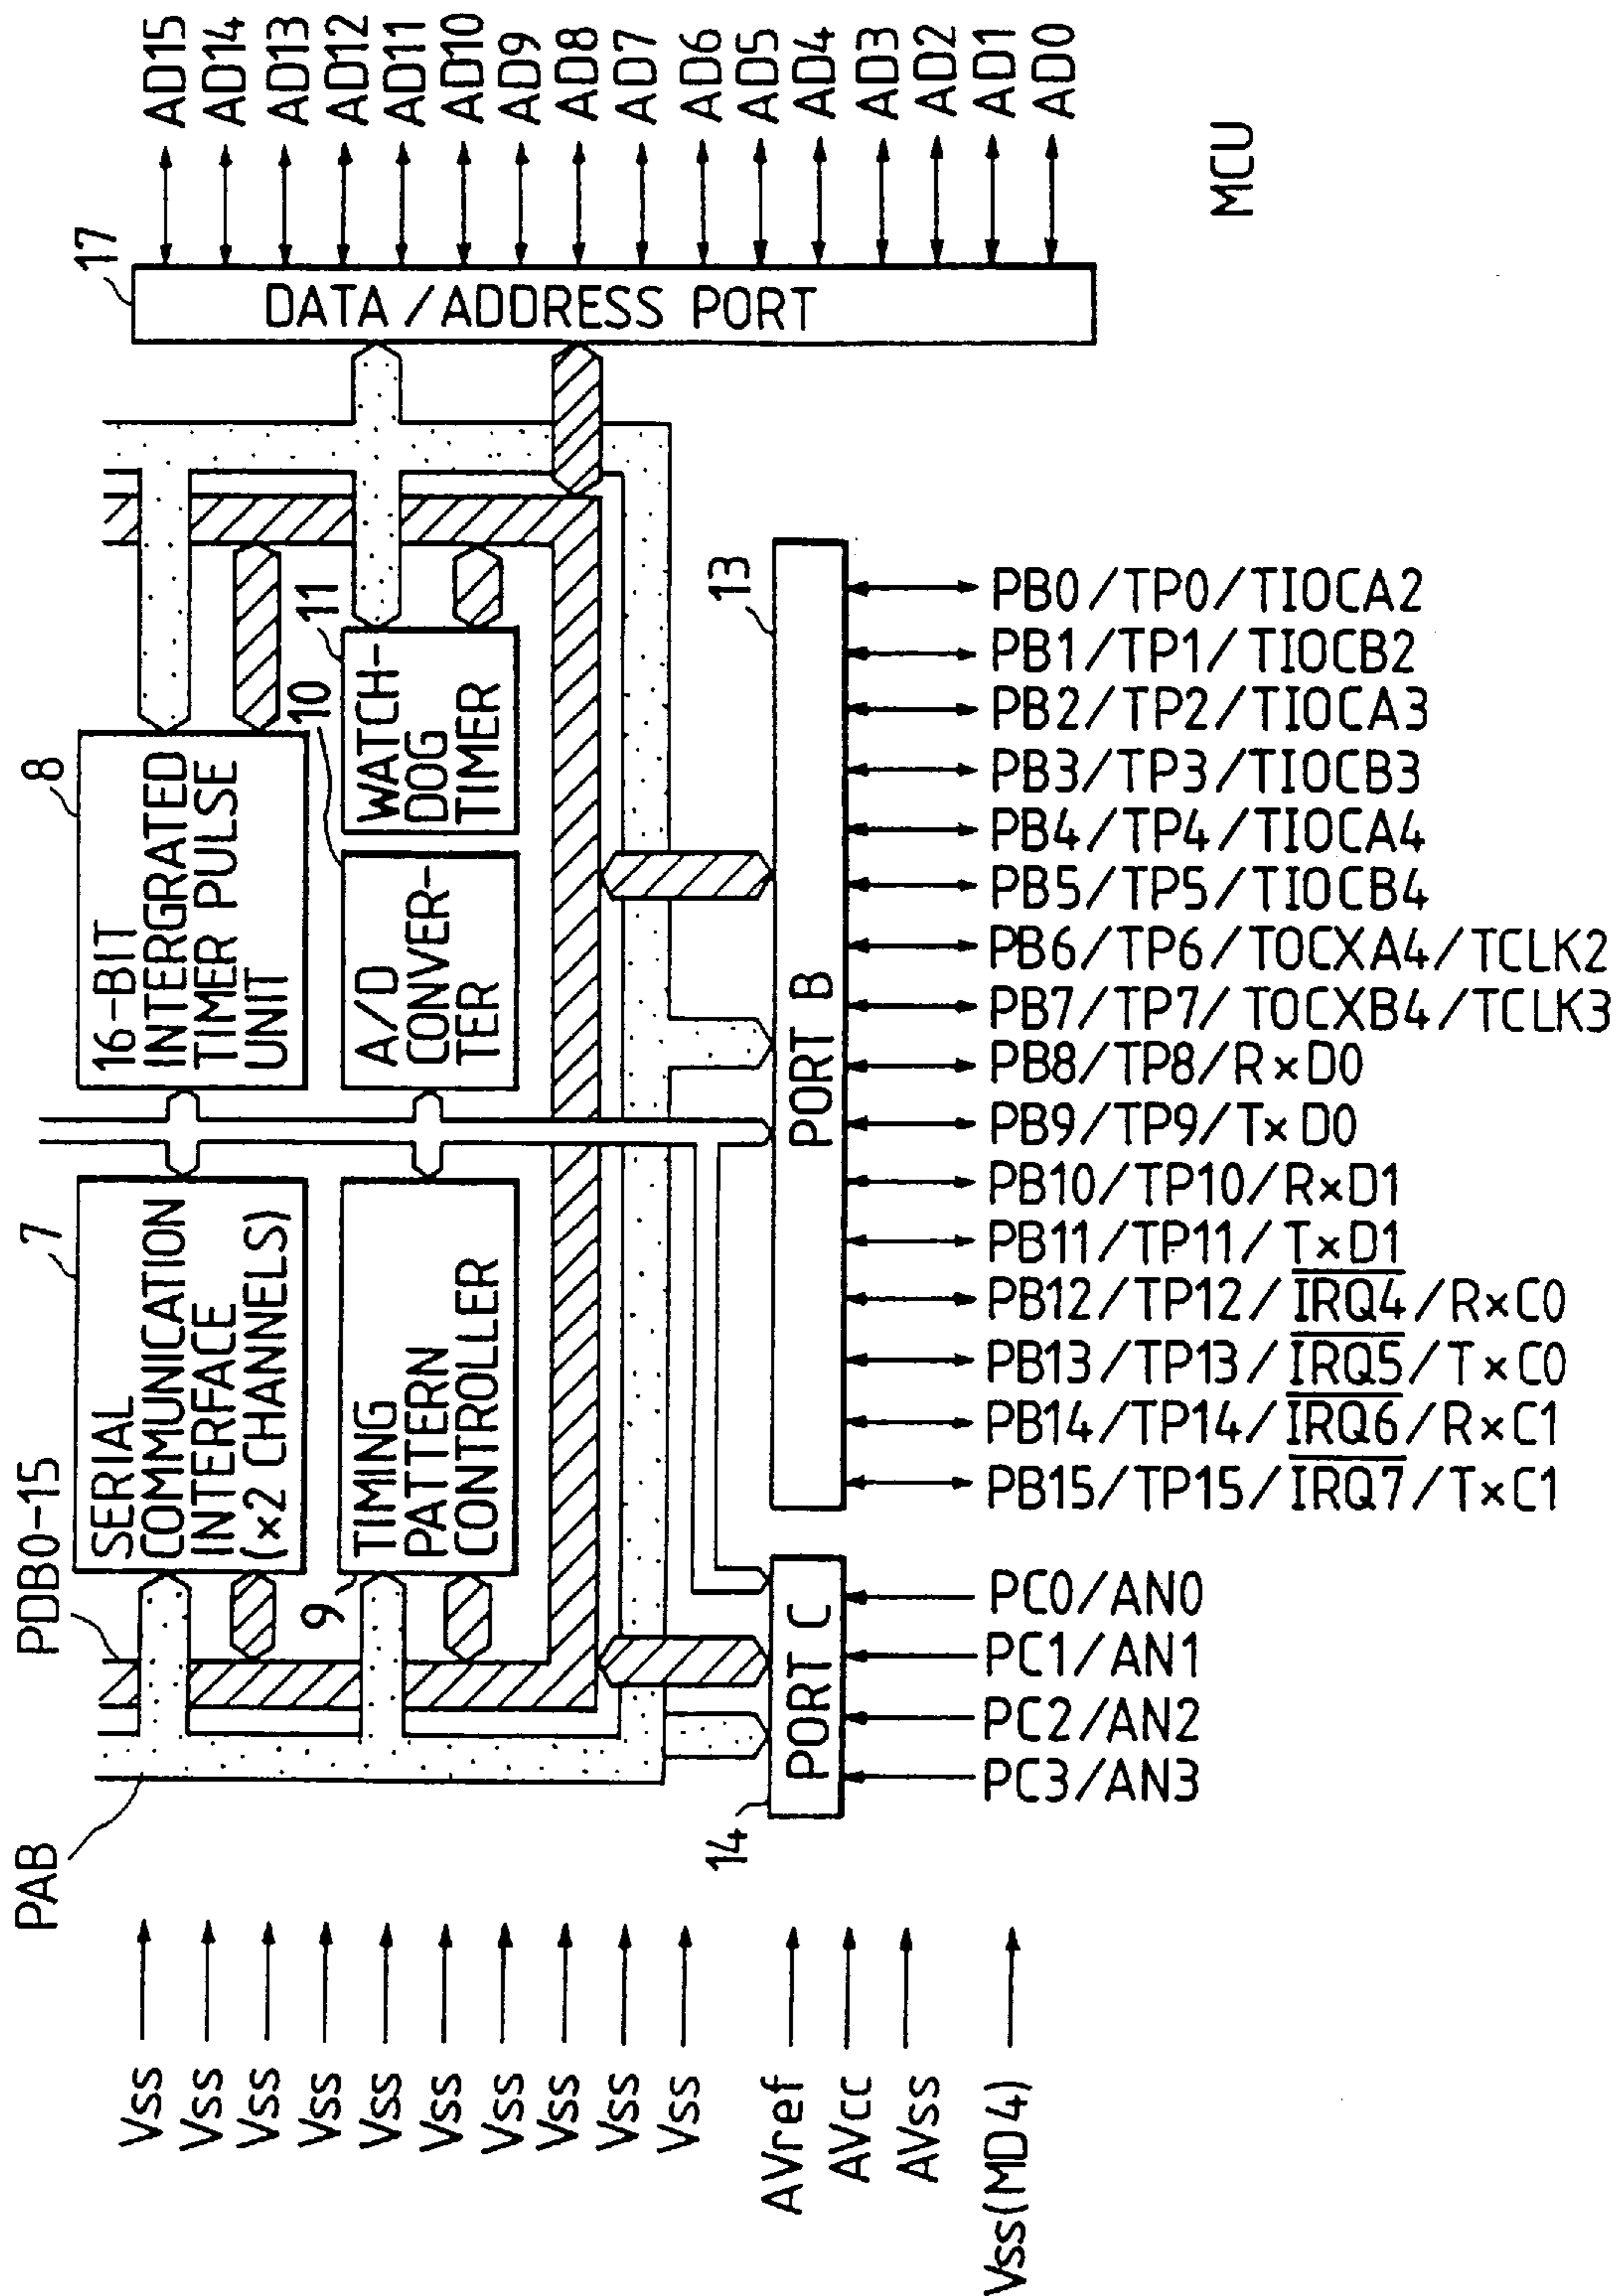 PAB
PDB0-15
7
8
SERIAL
COMMUNICATION
INTERFACE
(×2 CHANNELS)
16-BIT
INTERGRATED
TIMER PULSE
UNIT
9
TIMING
PATTERN
CONTROLLER
10
A/D
CONVER-
TER
11
WATCH-
DOG
TIMER
17
DATA/ADDRESS PORT
AD15
AD14
AD13
AD12
AD11
AD10
AD9
AD8
AD7
AD6
AD5
AD4
AD3
AD2
AD1
AD0
Vss
Vss
Vss
Vss
Vss
Vss
Vss
Vss
Vss
Vss
AVref
AVcc
AVss
Vss(MD4)
14
PORT C
13
PORT B
PC3/AN3
PC2/AN2
PC1/AN1
PC0/AN0
PB15/TP15/I̅R̅Q̅7̅/T×C1
PB14/TP14/I̅R̅Q̅6̅/R×C1
PB13/TP13/I̅R̅Q̅5̅/T×C0
PB12/TP12/I̅R̅Q̅4̅/R×C0
PB11/TP11/T×D1
PB10/TP10/R×D1
PB9/TP9/T×D0
PB8/TP8/R×D0
PB7/TP7/TOCXB4/TCLK3
PB6/TP6/TOCXA4/TCLK2
PB5/TP5/TIOCB4
PB4/TP4/TIOCA4
PB3/TP3/TIOCB3
PB2/TP2/TIOCA3
PB1/TP1/TIOCB2
PB0/TP0/TIOCA2
MCU